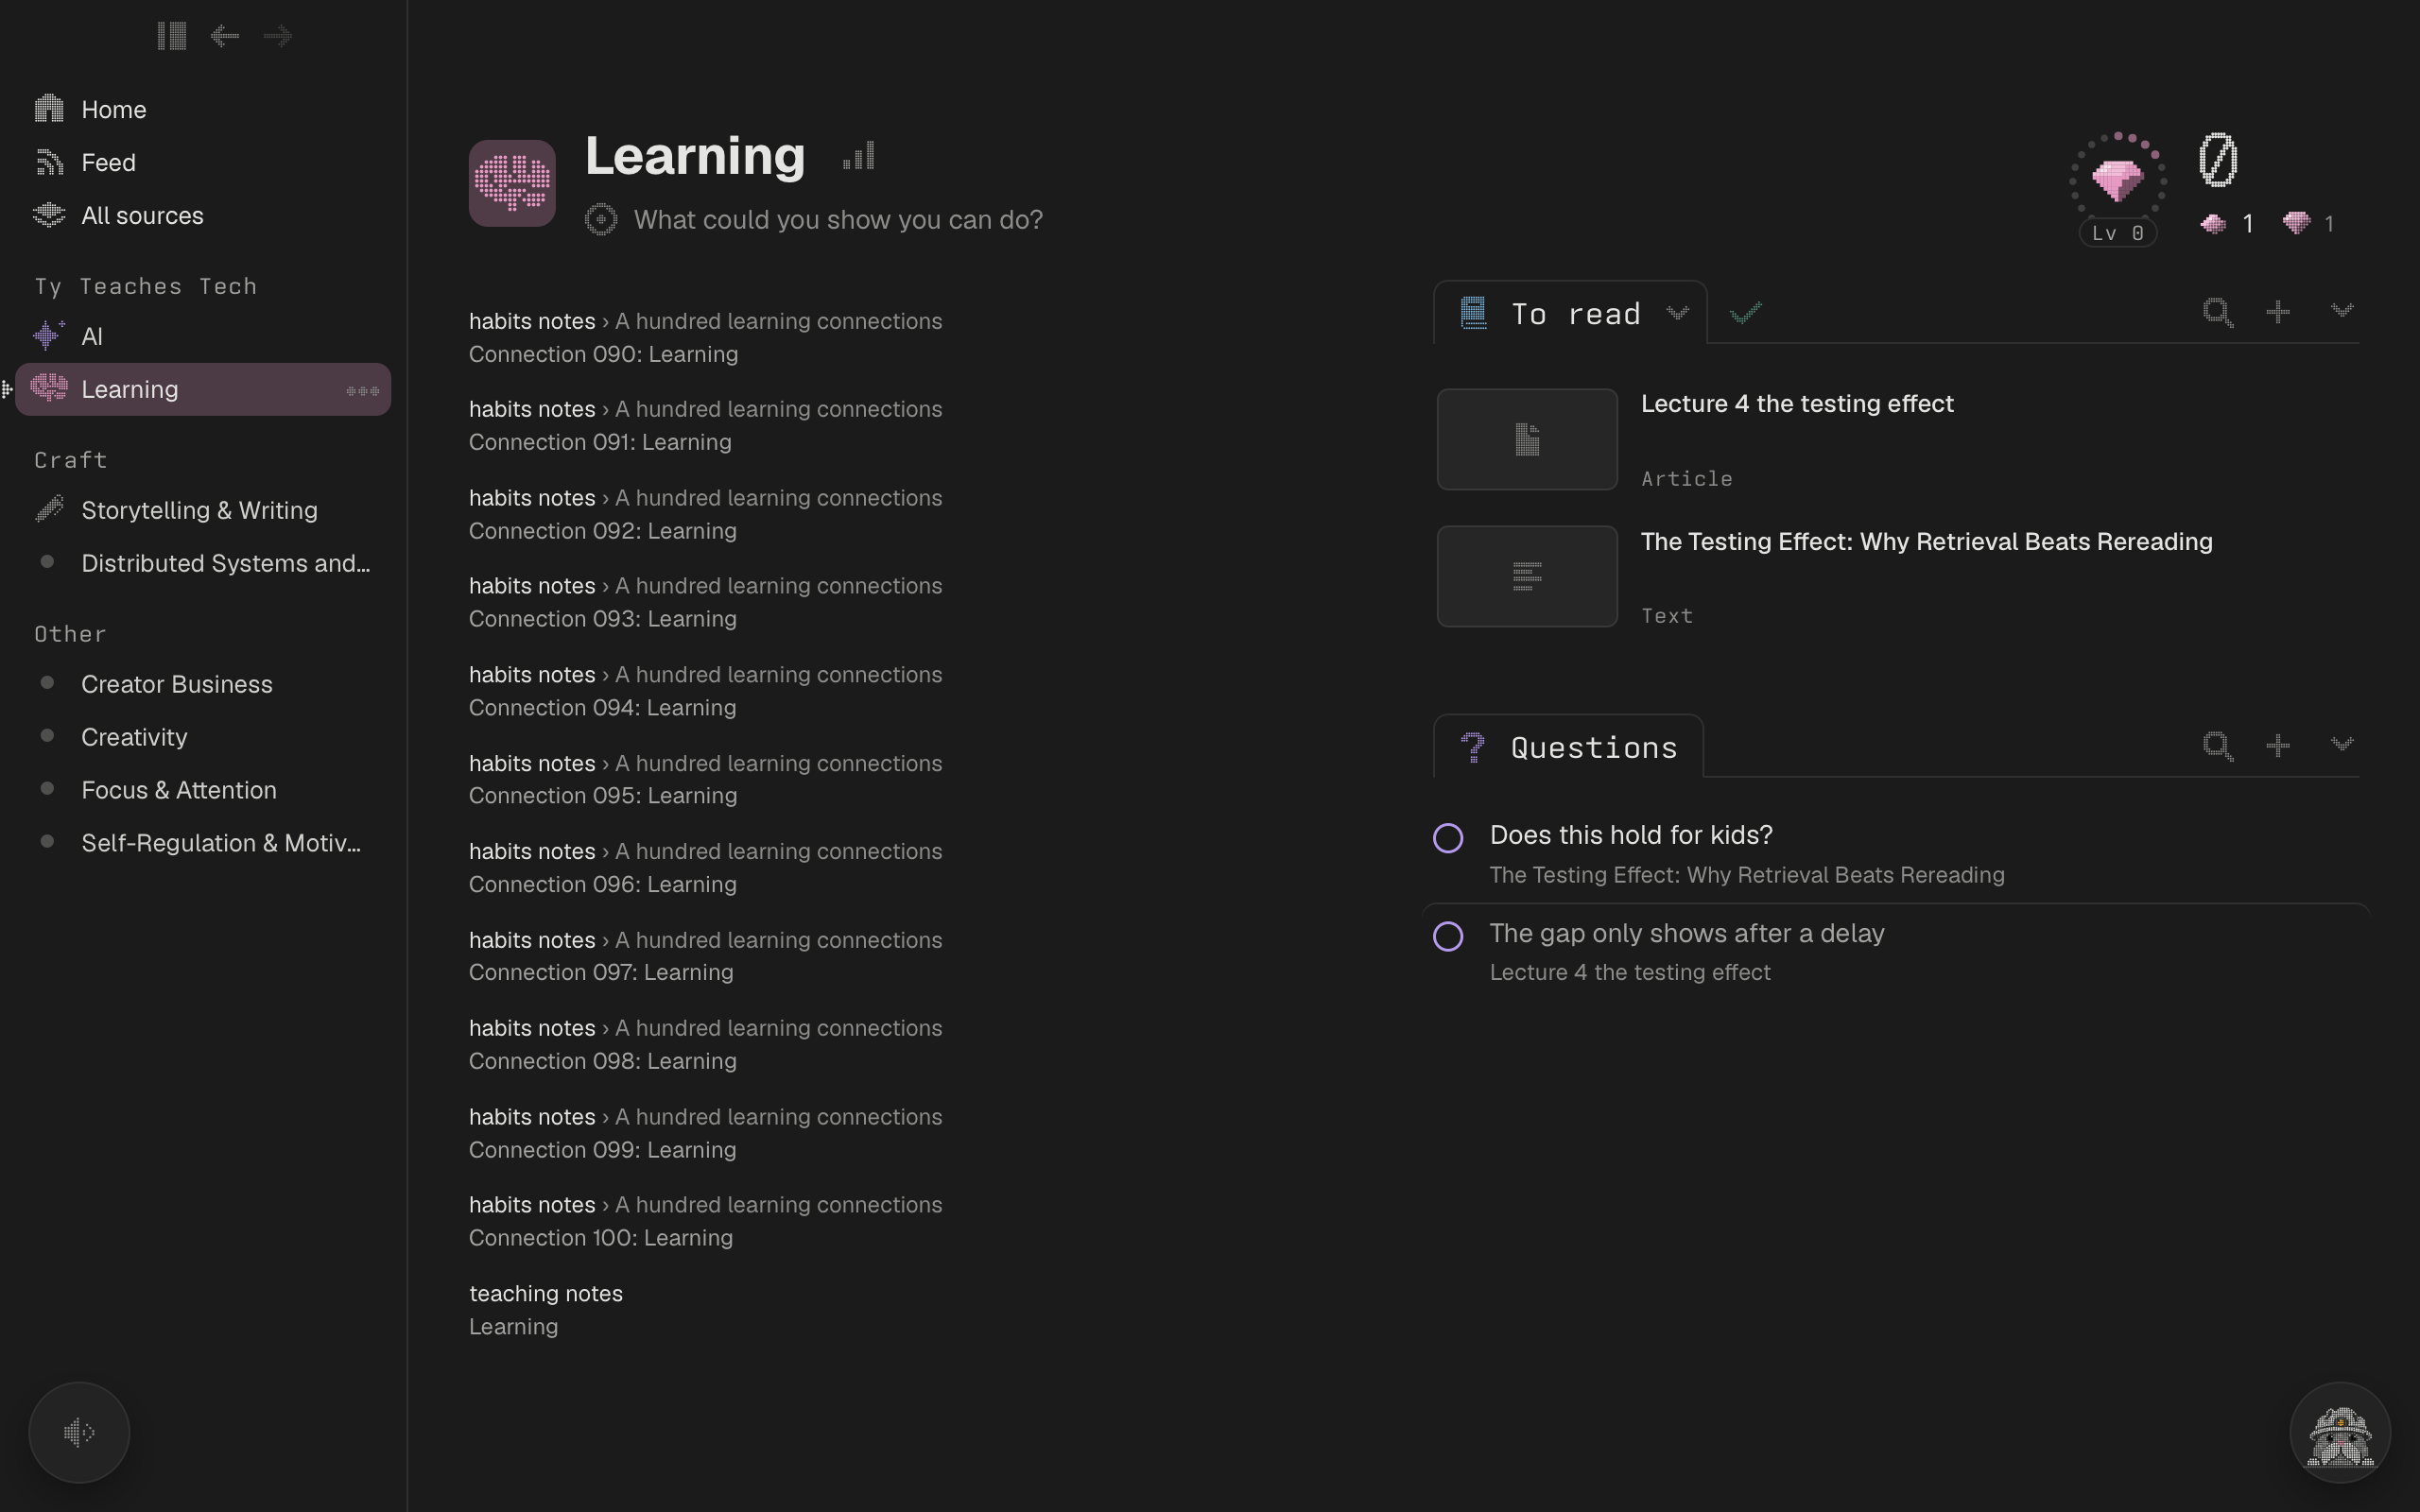 Home
Feed
All sources
Ty Teaches Tech
AI
Learning
Craft
Storytelling & Writing
Distributed Systems and...
Other
Creator Business
Creativity
Focus & Attention
Self-Regulation & Motiv...
Learning
What could you show you can do?
Lv 0
0
1
1
habits notes › A hundred learning connections
Connection 090: Learning
habits notes › A hundred learning connections
Connection 091: Learning
habits notes › A hundred learning connections
Connection 092: Learning
habits notes › A hundred learning connections
Connection 093: Learning
habits notes › A hundred learning connections
Connection 094: Learning
habits notes › A hundred learning connections
Connection 095: Learning
habits notes › A hundred learning connections
Connection 096: Learning
habits notes › A hundred learning connections
Connection 097: Learning
habits notes › A hundred learning connections
Connection 098: Learning
habits notes › A hundred learning connections
Connection 099: Learning
habits notes › A hundred learning connections
Connection 100: Learning
teaching notes
Learning
To read
Lecture 4 the testing effect
Article
The Testing Effect: Why Retrieval Beats Rereading
Text
? Questions
Does this hold for kids?
The Testing Effect: Why Retrieval Beats Rereading
The gap only shows after a delay
Lecture 4 the testing effect